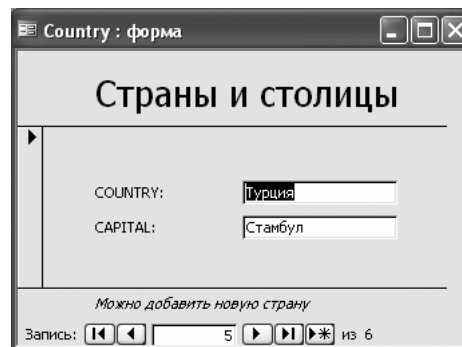 Country : форма
Страны и столицы
COUNTRY: Турция
CAPITAL: Стамбул
Можно добавить новую страну
Запись: 5 из 6